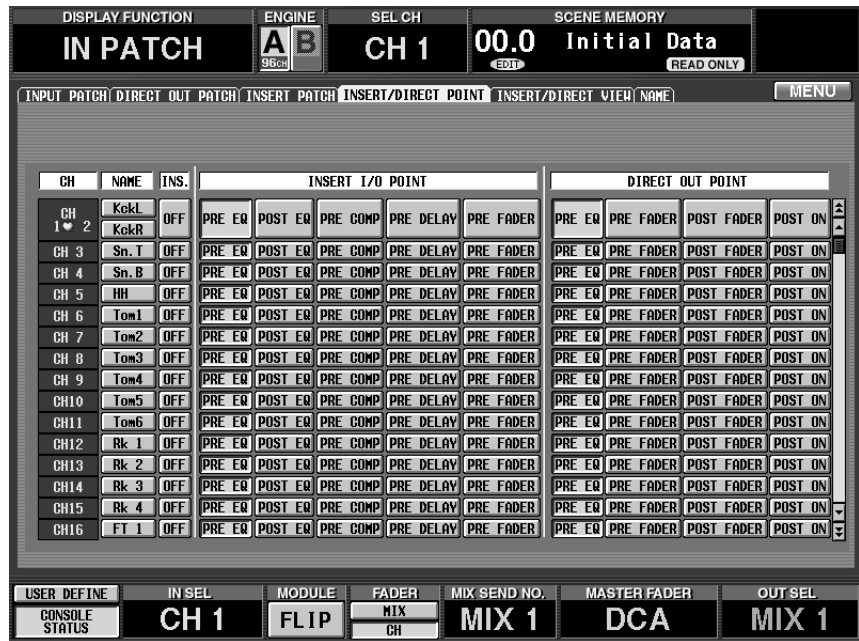 DISPLAY FUNCTION ENGINE SEL CH SCENE MEMORY
IN PATCH A B CH 1 00.0 Initial Data
96CH EDIT READ ONLY
INPUT PATCH DIRECT OUT PATCH INSERT PATCH INSERT/DIRECT POINT INSERT/DIRECT VIEW NAME MENU
CH NAME INS. INSERT I/O POINT DIRECT OUT POINT
CH 1♥ 2 KckL KckR OFF PRE EQ POST EQ PRE COMP PRE DELAY PRE FADER PRE EQ PRE FADER POST FADER POST ON
CH 3 Sn.T OFF PRE EQ POST EQ PRE COMP PRE DELAY PRE FADER PRE EQ PRE FADER POST FADER POST ON
CH 4 Sn.B OFF PRE EQ POST EQ PRE COMP PRE DELAY PRE FADER PRE EQ PRE FADER POST FADER POST ON
CH 5 HH OFF PRE EQ POST EQ PRE COMP PRE DELAY PRE FADER PRE EQ PRE FADER POST FADER POST ON
CH 6 Tom1 OFF PRE EQ POST EQ PRE COMP PRE DELAY PRE FADER PRE EQ PRE FADER POST FADER POST ON
CH 7 Tom2 OFF PRE EQ POST EQ PRE COMP PRE DELAY PRE FADER PRE EQ PRE FADER POST FADER POST ON
CH 8 Tom3 OFF PRE EQ POST EQ PRE COMP PRE DELAY PRE FADER PRE EQ PRE FADER POST FADER POST ON
CH 9 Tom4 OFF PRE EQ POST EQ PRE COMP PRE DELAY PRE FADER PRE EQ PRE FADER POST FADER POST ON
CH10 Tom5 OFF PRE EQ POST EQ PRE COMP PRE DELAY PRE FADER PRE EQ PRE FADER POST FADER POST ON
CH11 Tom6 OFF PRE EQ POST EQ PRE COMP PRE DELAY PRE FADER PRE EQ PRE FADER POST FADER POST ON
CH12 Rk 1 OFF PRE EQ POST EQ PRE COMP PRE DELAY PRE FADER PRE EQ PRE FADER POST FADER POST ON
CH13 Rk 2 OFF PRE EQ POST EQ PRE COMP PRE DELAY PRE FADER PRE EQ PRE FADER POST FADER POST ON
CH14 Rk 3 OFF PRE EQ POST EQ PRE COMP PRE DELAY PRE FADER PRE EQ PRE FADER POST FADER POST ON
CH15 Rk 4 OFF PRE EQ POST EQ PRE COMP PRE DELAY PRE FADER PRE EQ PRE FADER POST FADER POST ON
CH16 FT 1 OFF PRE EQ POST EQ PRE COMP PRE DELAY PRE FADER PRE EQ PRE FADER POST FADER POST ON
USER DEFINE IN SEL MODULE FADER MIX SEND NO. MASTER FADER OUT SEL
CONSOLE STATUS CH 1 FLIP MIX CH MIX 1 DCA MIX 1